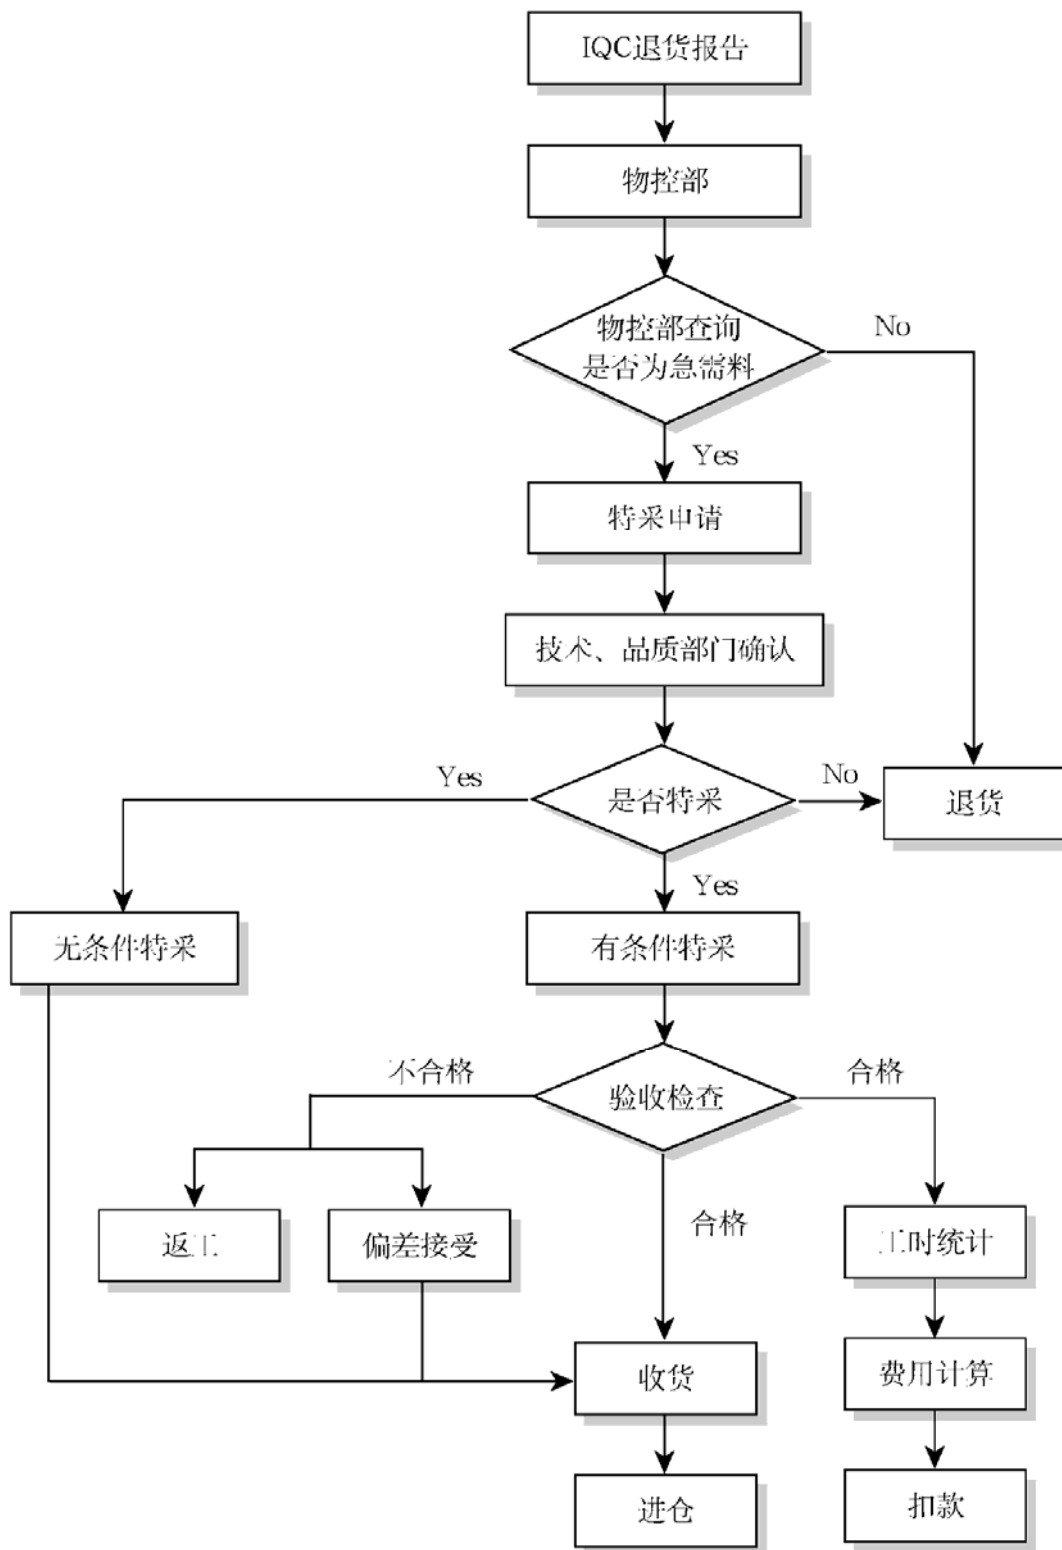 IQC退货报告
物控部
物控部查询
是否为急需料
No
Yes
特采申请
技术、品质部门确认
Yes
是否特采
No
退货
Yes
无条件特采
有条件特采
不合格
验收检查
合格
返工
偏差接受
合格
工时统计
收货
费用计算
进仓
扣款